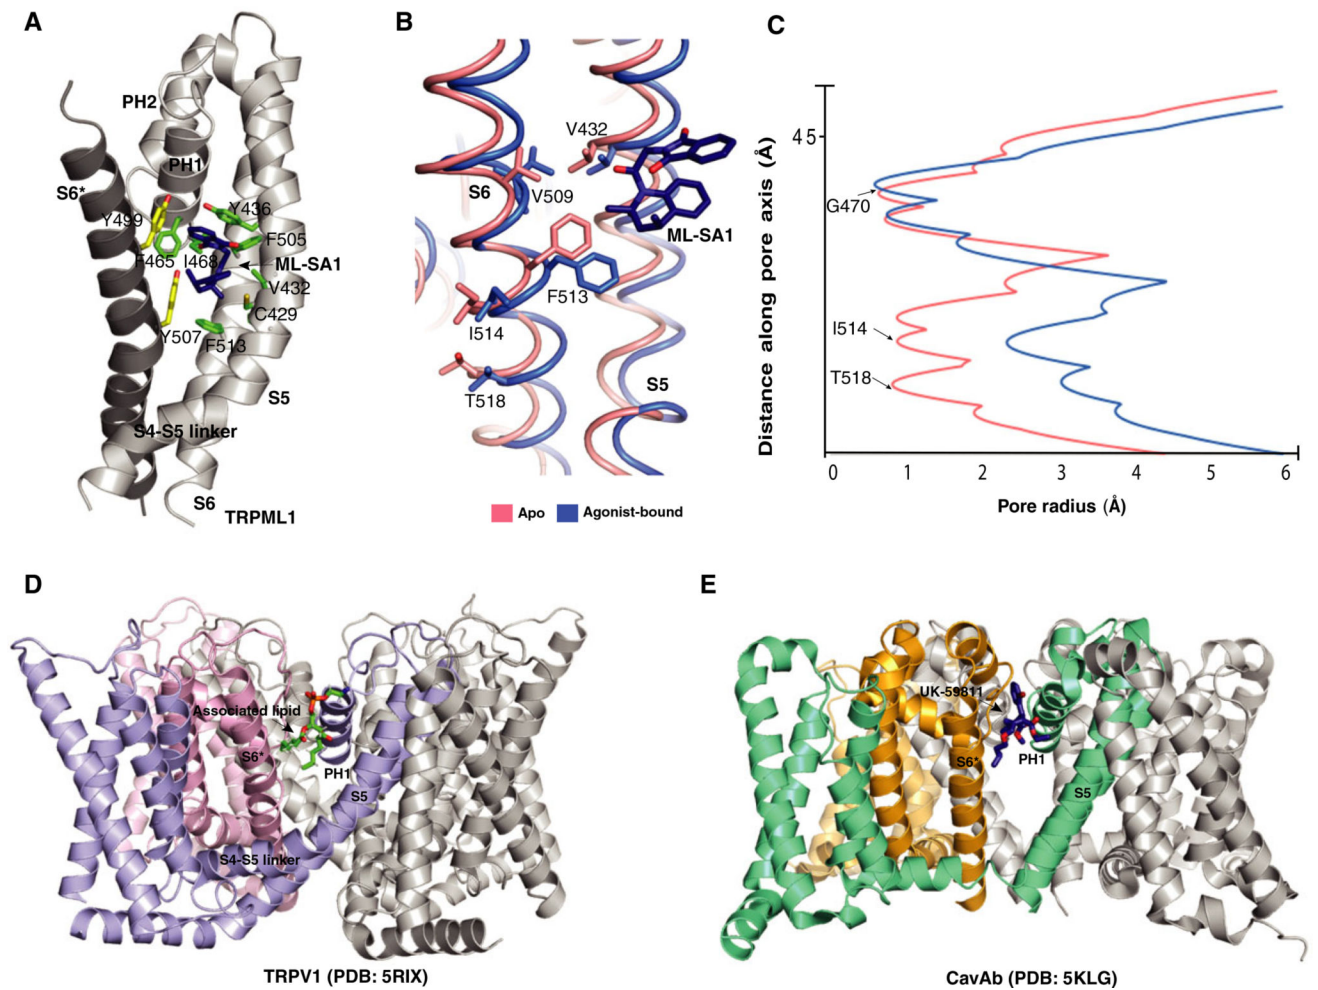 A
PH2
PH1
S6*
Y499
Y436
F505
F465
I468
ML-SA1
V432
C429
Y507
F513
S5
S4-S5 linker
S6
TRPML1
B
V432
S6
V509
ML-SA1
F513
I514
T518
S5
Apo
Agonist-bound
C
Distance along pore axis (Å)
45
G470
I514
T518
0 1 2 3 4 5 6
Pore radius (Å)
D
Associated lipid
S6*
PH1
S5
S4-S5 linker
TRPV1 (PDB: 5RIX)
E
UK-59811
S6*
PH1
S5
CavAb (PDB: 5KLG)